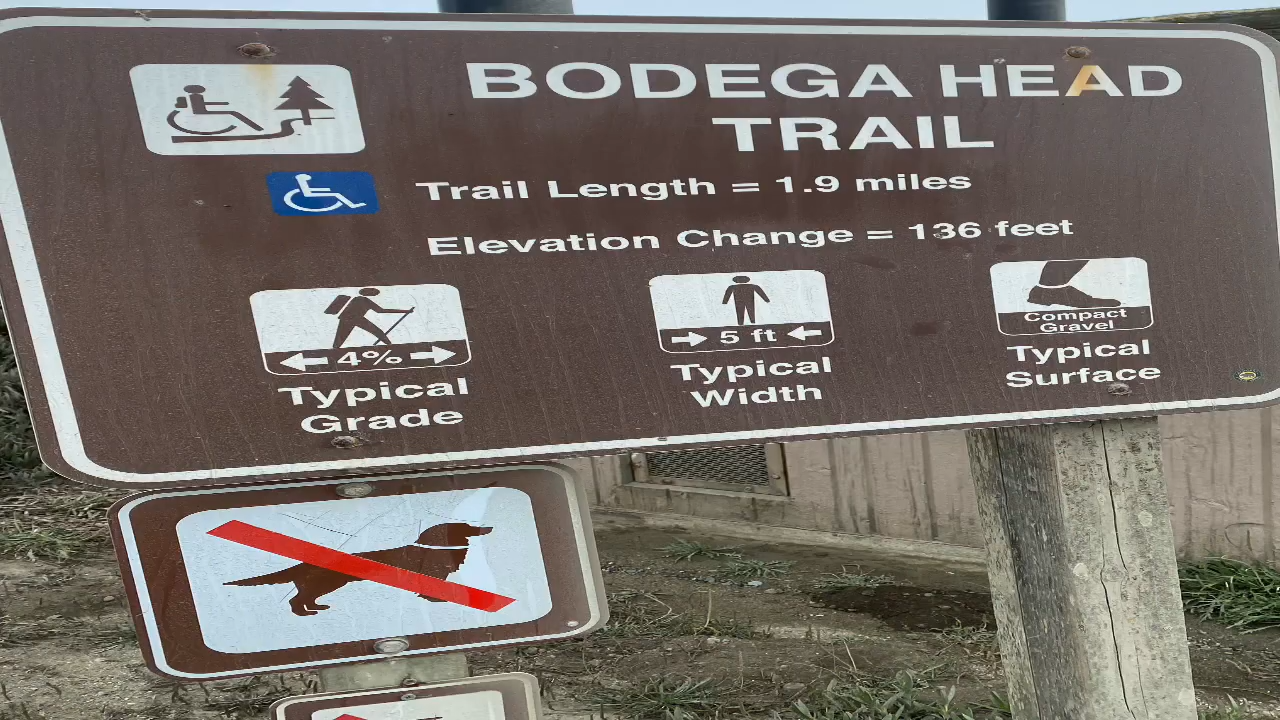 BODEGA HEAD
TRAIL
Trail Length = 1.9 miles
Elevation Change = 136 feet
4%
Typical
Grade
5 ft
Typical
Width
Compact
Gravel
Typical
Surface